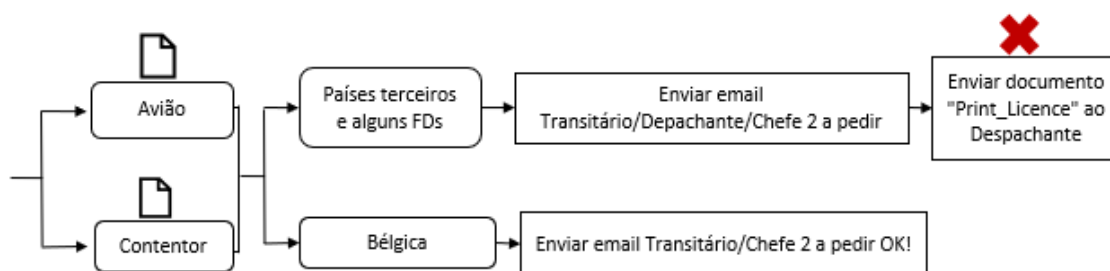 Avião
Contentor
Países terceiros
e alguns FDs
Bélgica
Enviar email
Transitário/Depachante/Chefe 2 a pedir
Enviar email Transitário/Chefe 2 a pedir OK!
Enviar documento
"Print_Licence" ao
Despachante